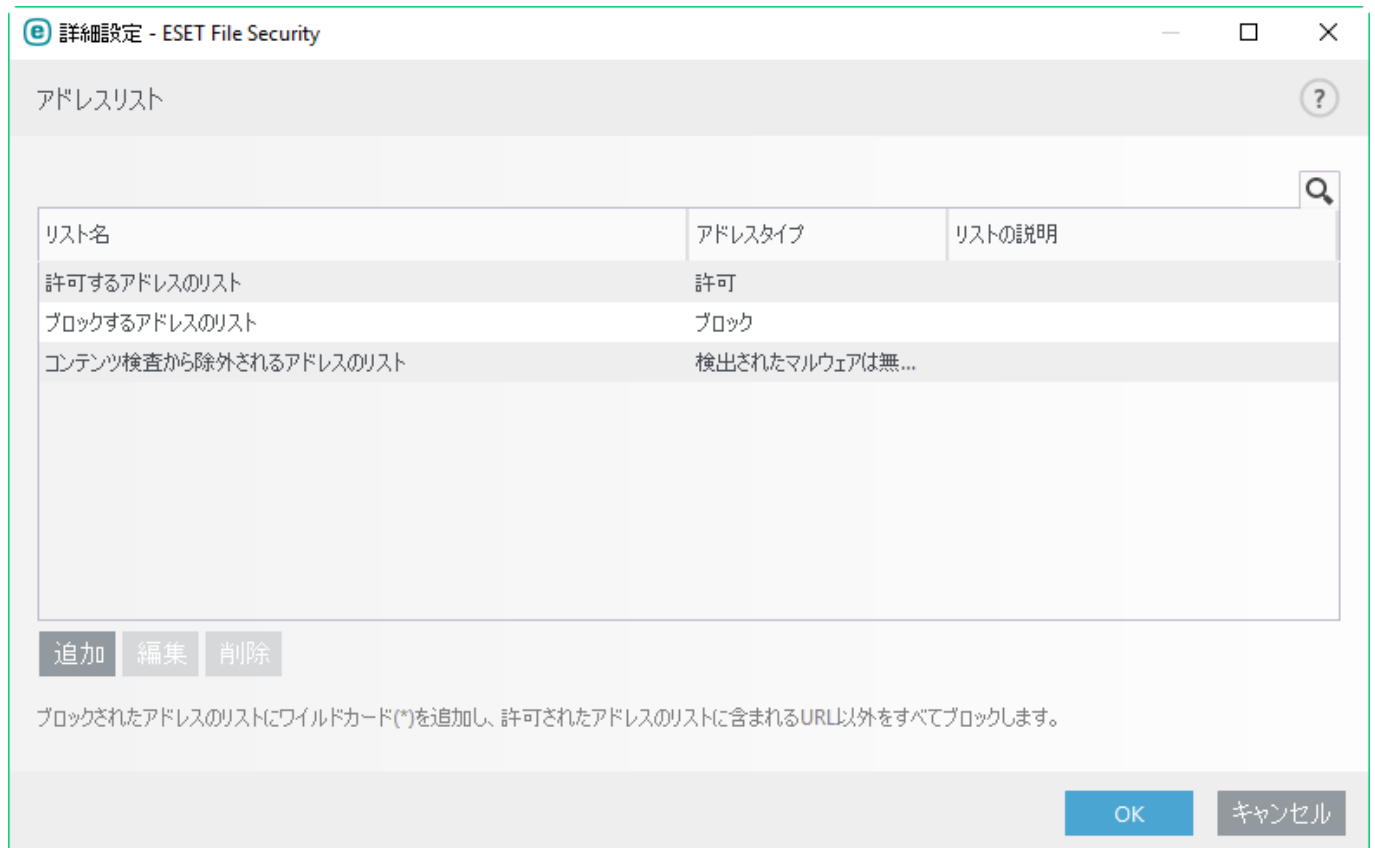 詳細設定 - ESET File Security
アドレスリスト
リスト名 アドレスタイプ リストの説明
許可するアドレスのリスト 許可
ブロックするアドレスのリスト ブロック
コンテンツ検査から除外されるアドレスのリスト 検出されたマルウェアは無...
追加 編集 削除
ブロックされたアドレスのリストにワイルドカード(*)を追加し、許可されたアドレスのリストに含まれるURL以外をすべてブロックします。
OK キャンセル